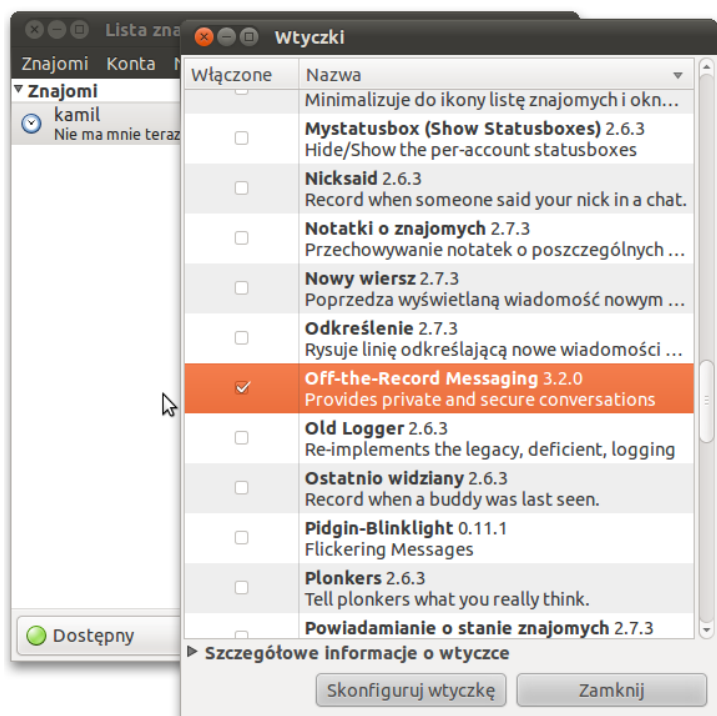 Lista zna
Znajomi Konta
Znajomi
kamil
Nie ma mnie teraz
Dostępny
Wtyczki
Włączone Nazwa
Minimalizuje do ikony listę znajomych i okn...
Mystatusbox (Show Statusboxes) 2.6.3
Hide/Show the per-account statusboxes
Nicksaid 2.6.3
Record when someone said your nick in a chat.
Notatki o znajomych 2.7.3
Przechowywanie notatek o poszczególnych ...
Nowy wiersz 2.7.3
Poprzedza wyświetlaną wiadomość nowym ...
Odkreślenie 2.7.3
Rysuje linię odkreślającą nowe wiadomości ...
Off-the-Record Messaging 3.2.0
Provides private and secure conversations
Old Logger 2.6.3
Re-implements the legacy, deficient, logging
Ostatnio widziany 2.6.3
Record when a buddy was last seen.
Pidgin-Blinklight 0.11.1
Flickering Messages
Plonkers 2.6.3
Tell plonkers what you really think.
Powiadamianie o stanie znajomych 2.7.3
Szczegółowe informacje o wtyczce
Skonfiguruj wtyczkę Zamknij